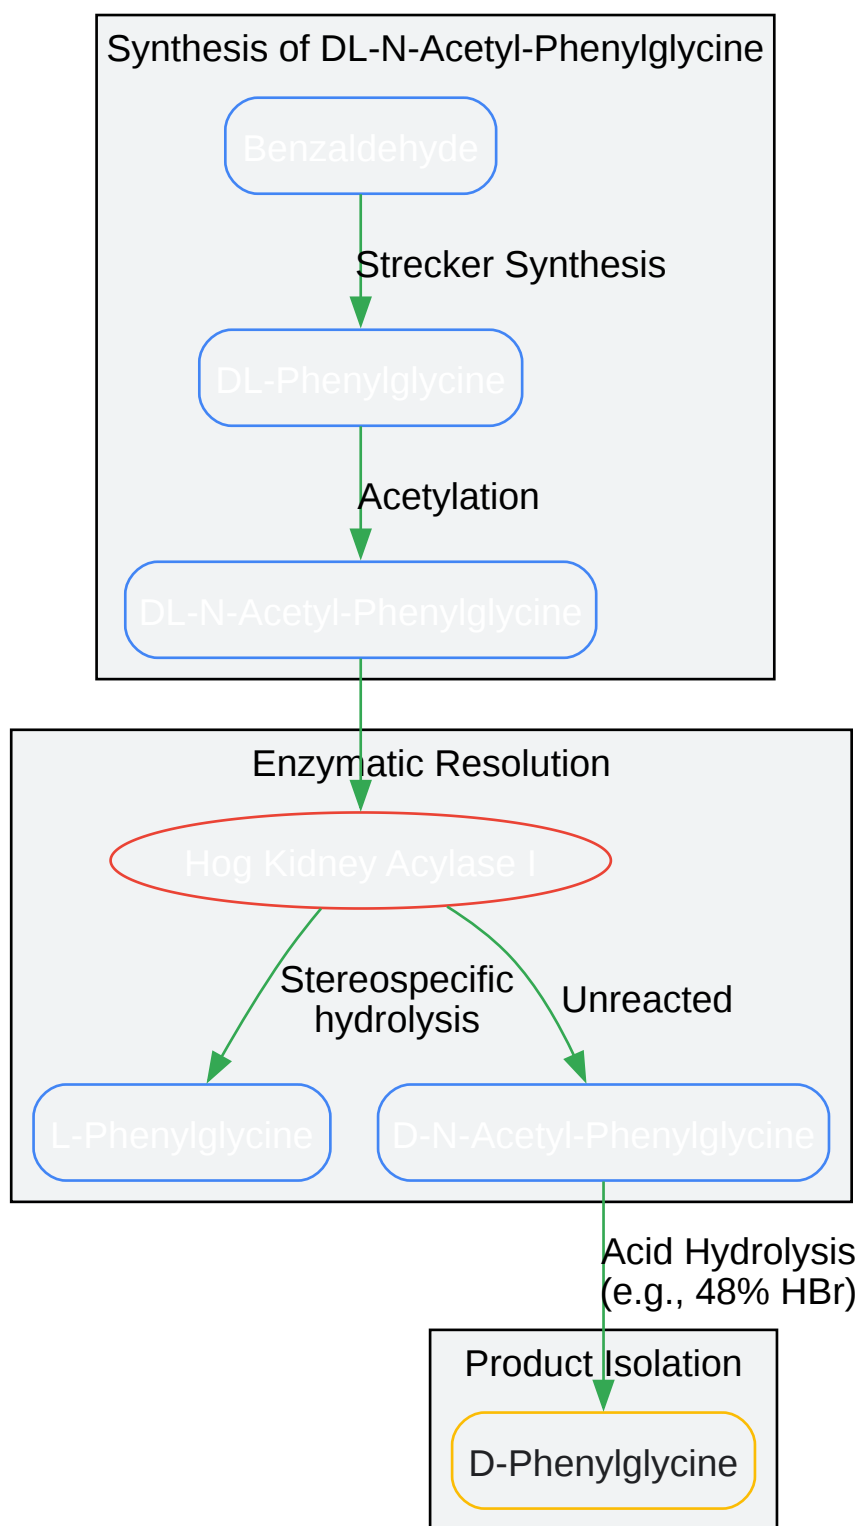 Synthesis of DL-N-Acetyl-Phenylglycine
Benzaldehyde
Strecker Synthesis
DL-Phenylglycine
Acetylation
DL-N-Acetyl-Phenylglycine
Enzymatic Resolution
Hog Kidney Acylase I
Stereospecific
hydrolysis
Unreacted
L-Phenylglycine
D-N-Acetyl-Phenylglycine
Acid Hydrolysis
(e.g., 48% HBr)
Product Isolation
D-Phenylglycine